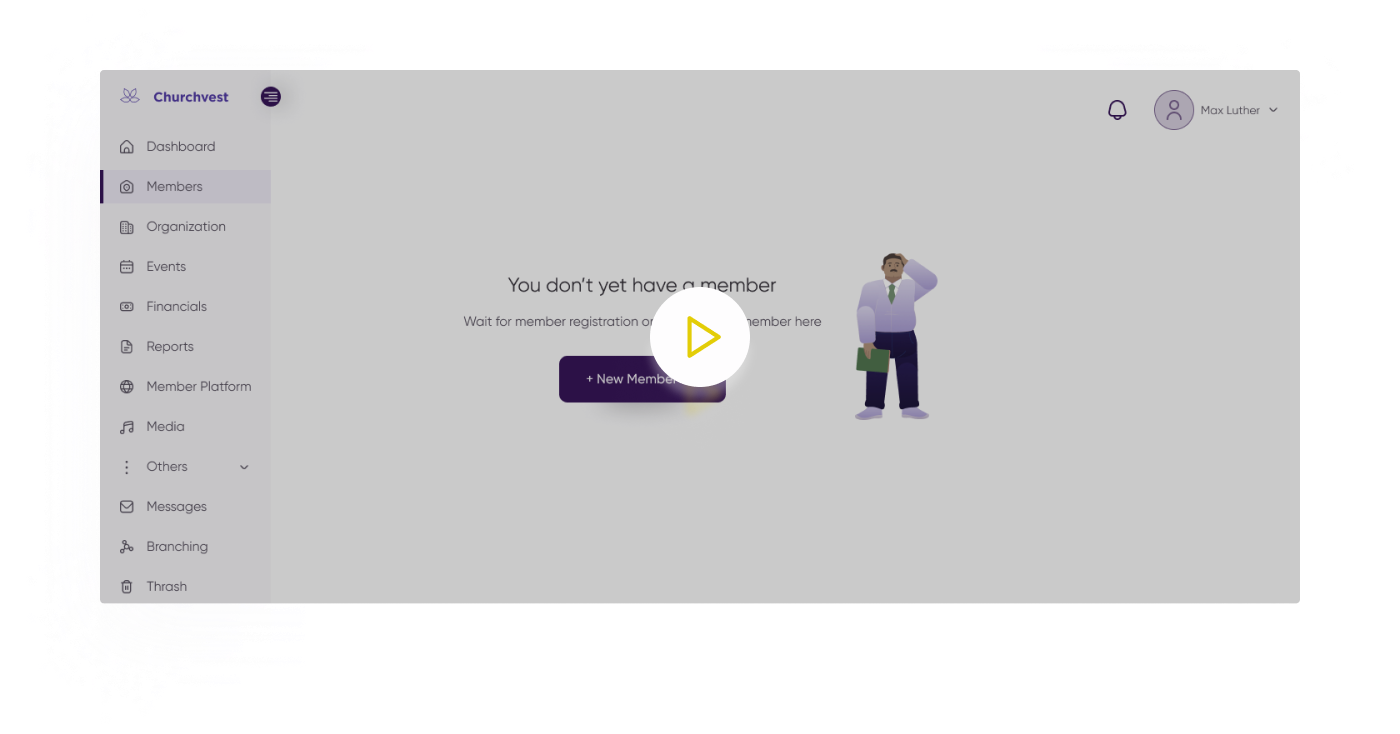 Churchvest
Max Luther
Dashboard
Members
Organization
Events
Financials
Reports
Member Platform
Media
Others
Messages
Branching
Thrash
You don’t yet have a member
Wait for member registration or member here
+ New Member